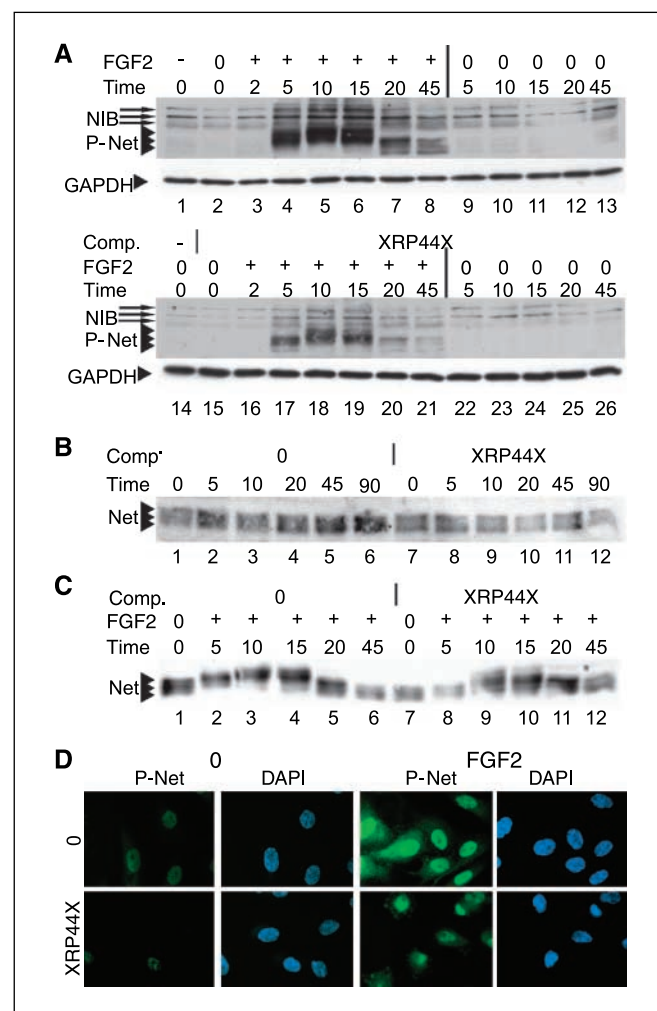 A
FGF2 - 0 + + + + + + 0 0 0 0 0
Time 0 0 2 5 10 15 20 45 5 10 15 20 45
NIB
P-Net
GAPDH
1 2 3 4 5 6 7 8 9 10 11 12 13
Comp. - XRP44X
FGF2 0 0 + + + + + + 0 0 0 0 0
Time 0 0 2 5 10 15 20 45 5 10 15 20 45
NIB
P-Net
GAPDH
14 15 16 17 18 19 20 21 22 23 24 25 26
B
Comp. 0 XRP44X
Time 0 5 10 20 45 90 0 5 10 20 45 90
Net
1 2 3 4 5 6 7 8 9 10 11 12
C
Comp. 0 XRP44X
FGF2 0 + + + + + 0 + + + + +
Time 0 5 10 15 20 45 0 5 10 15 20 45
Net
1 2 3 4 5 6 7 8 9 10 11 12
D
0 FGF2
P-Net DAPI P-Net DAPI
0
XRP44X